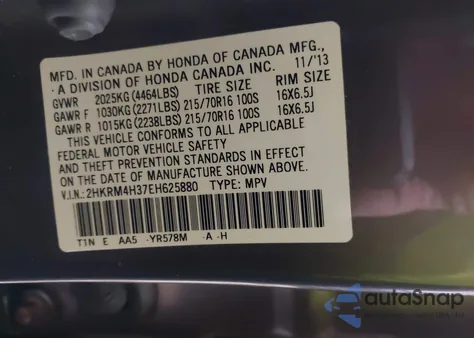 MFD. IN CANADA BY HONDA OF CANADA MFG.,
A DIVISION OF HONDA CANADA INC. 11/'13
GVWR 2025KG (4464LBS) TIRE SIZE RIM SIZE
GAWR F 1030KG (2271LBS) 215/70R16 100S 16X6.5J
GAWR R 1015KG (2238LBS) 215/70R16 100S 16X6.5J
THIS VEHICLE CONFORMS TO ALL APPLICABLE
FEDERAL MOTOR VEHICLE SAFETY
AND THEFT PREVENTION STANDARDS IN EFFECT
ON THE DATE OF MANUFACTURE SHOWN ABOVE.
V.I.N.: 2HKRM4H37EH625880 TYPE: MPV
T1N E AA5 -YR578M -A -H
autoSnap